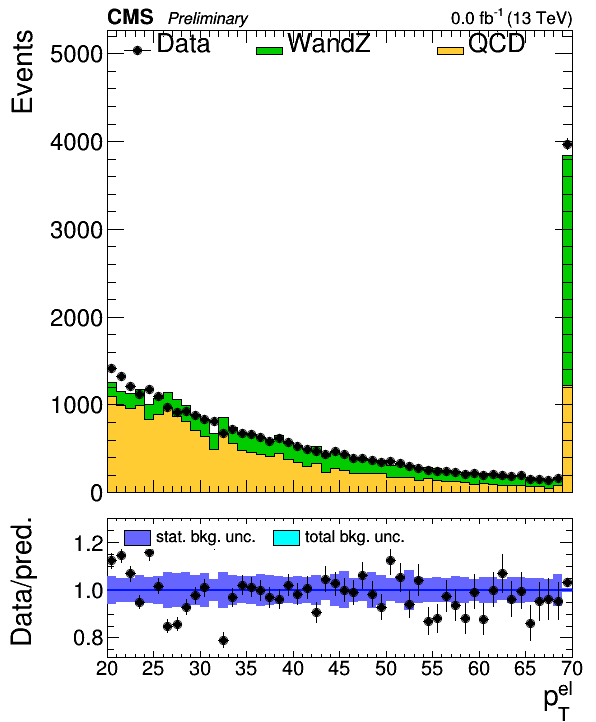 CMS Preliminary 0.0 fb-1 (13 TeV)
Data WandZ QCD
Events
5000
4000
3000
2000
1000
0
stat. bkg. unc. total bkg. unc.
Data/pred.
1.2
1.0
0.8
20 25 30 35 40 45 50 55 60 65 70
p_T^el